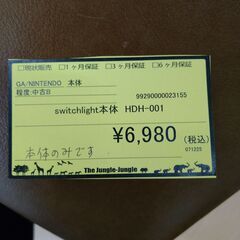 □現状販売 □1ヶ月保証 □3ヶ月保証 □6ヶ月保証
GA/NINTENDO 本体
程度:中古B 99290000023155
switchlight本体 HDH-001
¥6,980 (税込)
本体のみです
071225
The Jungle-Jungle